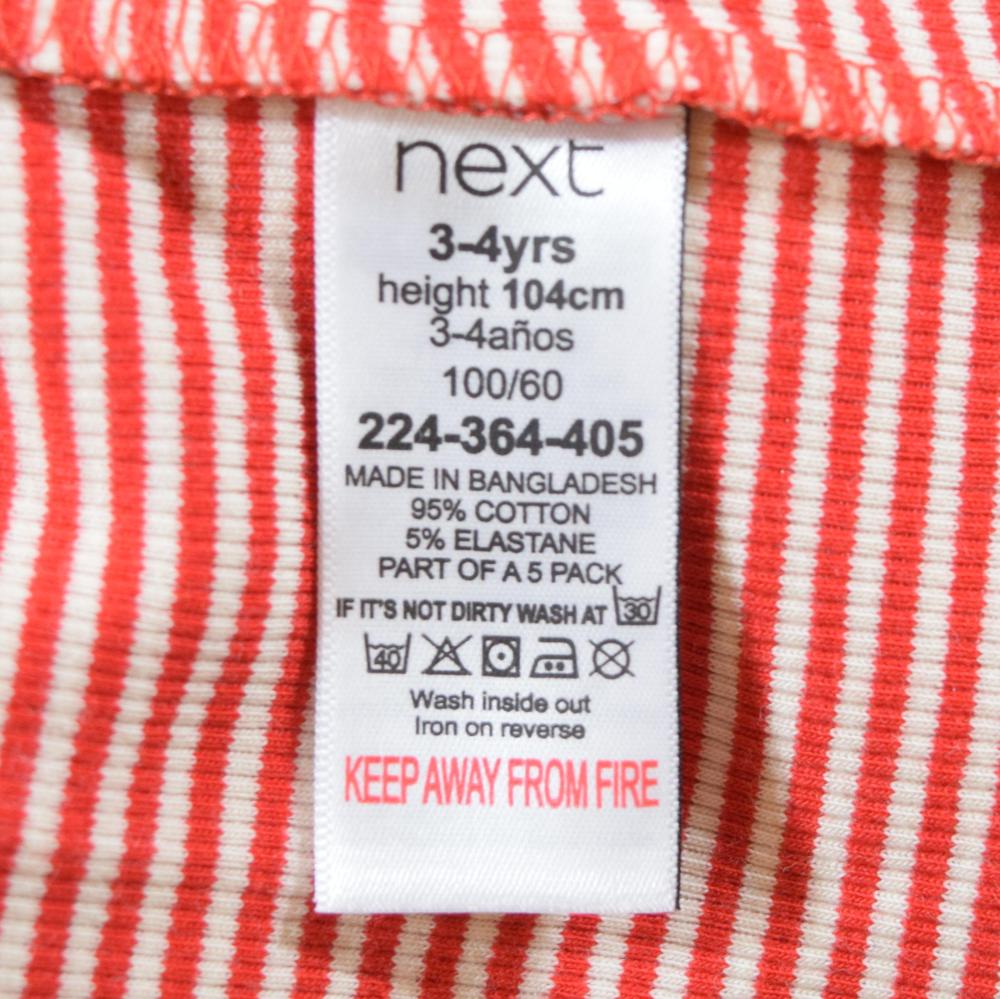 next
3-4yrs
height 104cm
3-4años
100/60
224-364-405
MADE IN BANGLADESH
95% COTTON
5% ELASTANE
PART OF A 5 PACK
IF IT'S NOT DIRTY WASH AT 30
40
Wash inside out
Iron on reverse
KEEP AWAY FROM FIRE